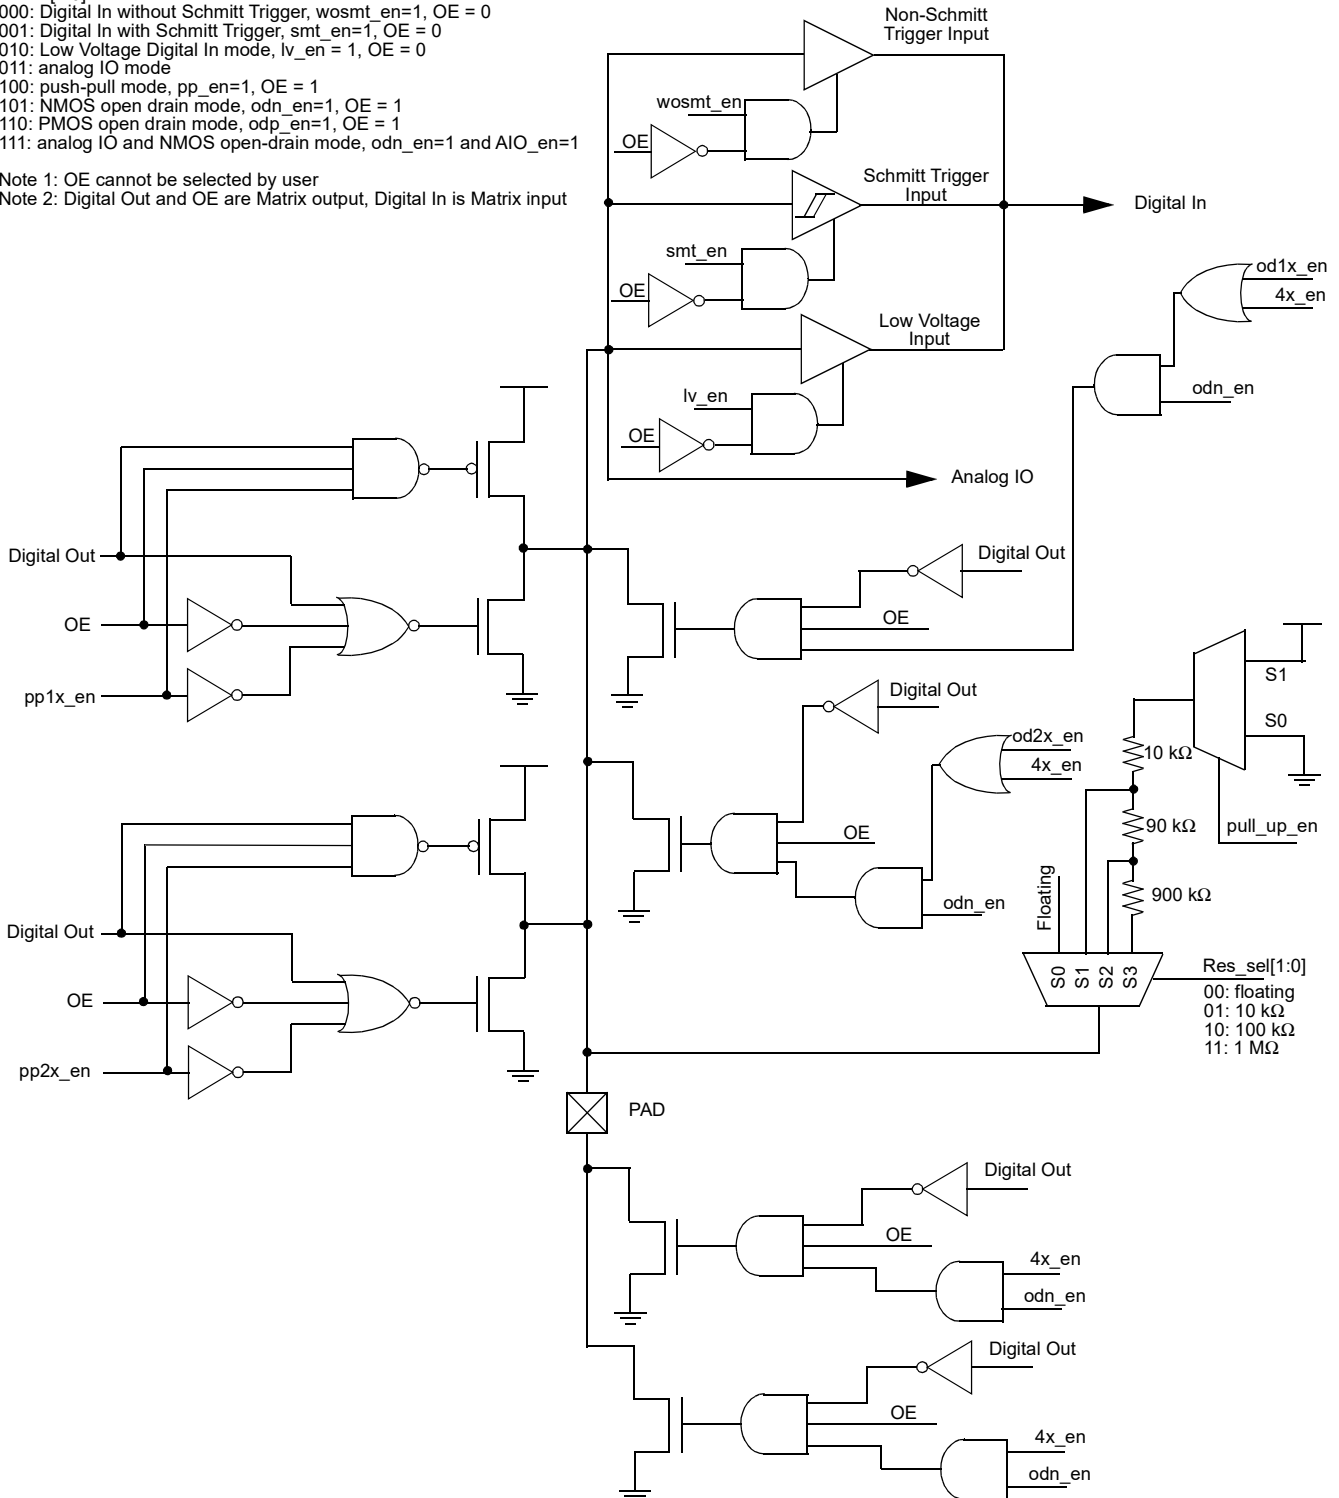 000: Digital In without Schmitt Trigger, wosmt_en=1, OE = 0
001: Digital In with Schmitt Trigger, smt_en=1, OE = 0
010: Low Voltage Digital In mode, lv_en = 1, OE = 0
011: analog IO mode
100: push-pull mode, pp_en=1, OE = 1
101: NMOS open drain mode, odn_en=1, OE = 1
110: PMOS open drain mode, odp_en=1, OE = 1
111: analog IO and NMOS open-drain mode, odn_en=1 and AIO_en=1
Note 1: OE cannot be selected by user
Note 2: Digital Out and OE are Matrix output, Digital In is Matrix input
Non-Schmitt
Trigger Input
wosmt_en
OE
Schmitt Trigger
Input
Digital In
smt_en
OE
od1x_en
4x_en
Low Voltage
Input
odn_en
lv_en
OE
Analog IO
Digital Out
OE
pp1x_en
Digital Out
OE
S1
S0
10 kΩ
90 kΩ
900 kΩ
pull_up_en
Digital Out
od2x_en
4x_en
OE
odn_en
Floating
S0
S1
S2
S3
Res_sel[1:0]
00: floating
01: 10 kΩ
10: 100 kΩ
11: 1 MΩ
Digital Out
OE
pp2x_en
PAD
Digital Out
OE
4x_en
odn_en
Digital Out
OE
4x_en
odn_en